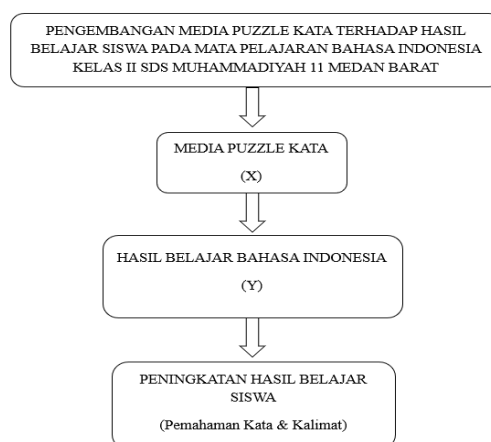 PENGEMBANGAN MEDIA PUZZLE KATA TERHADAP HASIL
BELAJAR SISWA PADA MATA PELAJARAN BAHASA INDONESIA
KELAS II SDS MUHAMMADIYAH 11 MEDAN BARAT
MEDIA PUZZLE KATA
(X)
HASIL BELAJAR BAHASA INDONESIA
(Y)
PENINGKATAN HASIL BELAJAR
SISWA
(Pemahaman Kata & Kalimat)